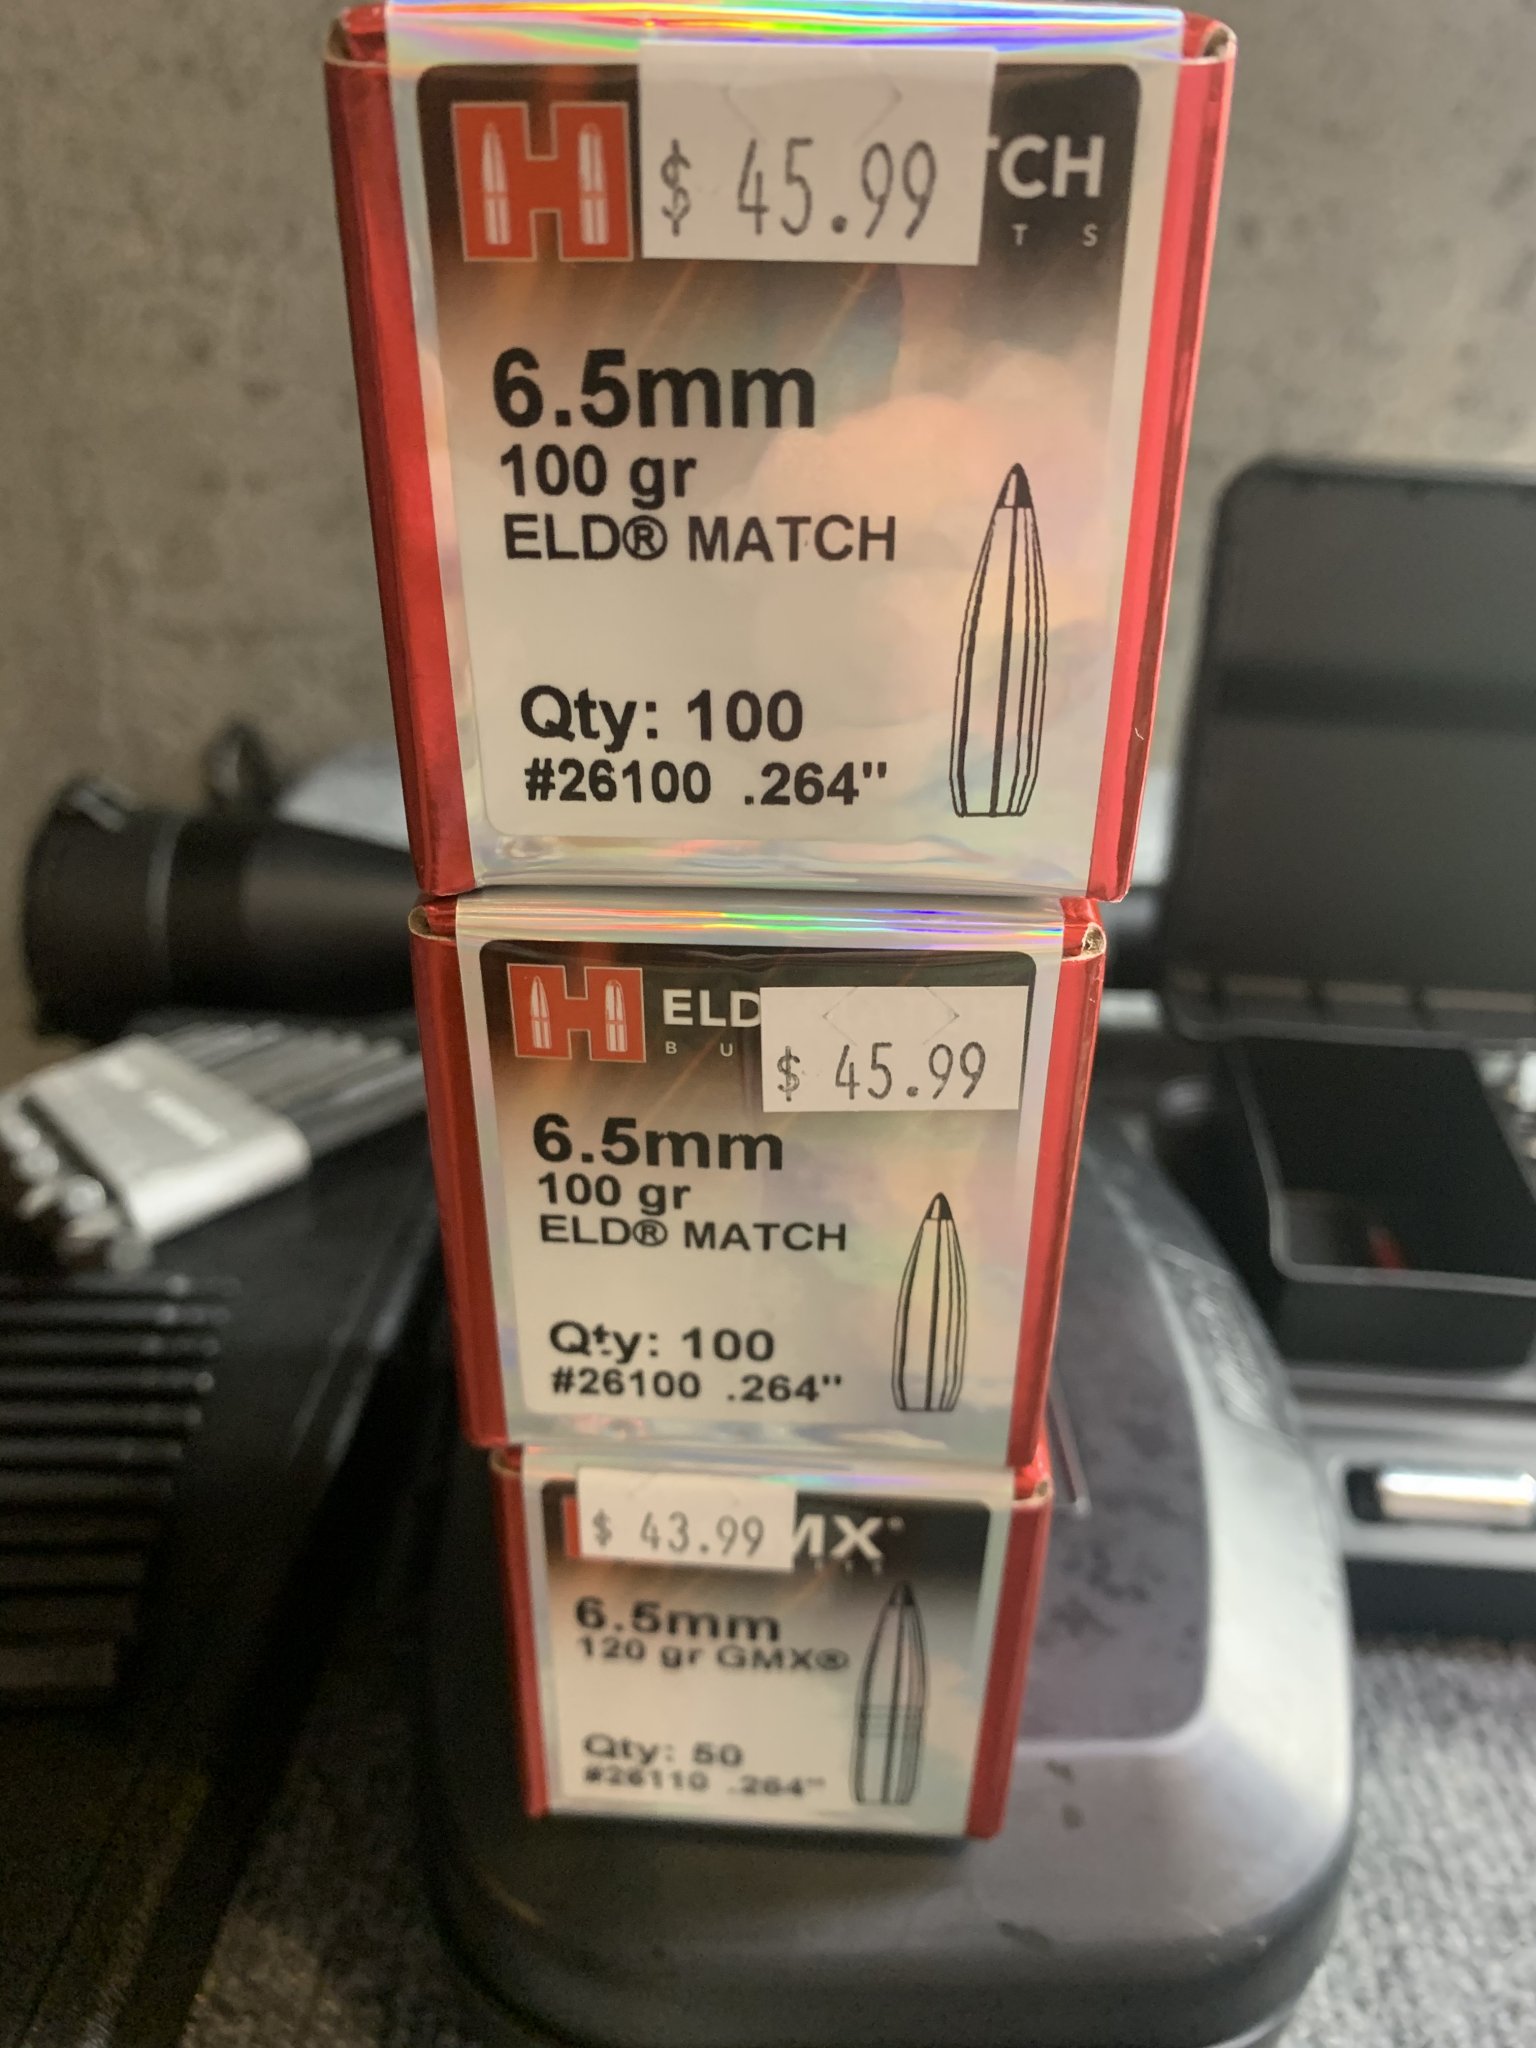 $ 45.99
TCH
T S
6.5mm
100 gr
ELD® MATCH
Qty: 100
#26100 .264"
ELD
B U
$ 45.99
6.5mm
100 gr
ELD® MATCH
Qty: 100
#26100 .264"
$ 43.99 MX®
6.5mm
120 gr GMX®
Qty: 50
#26110 .264"